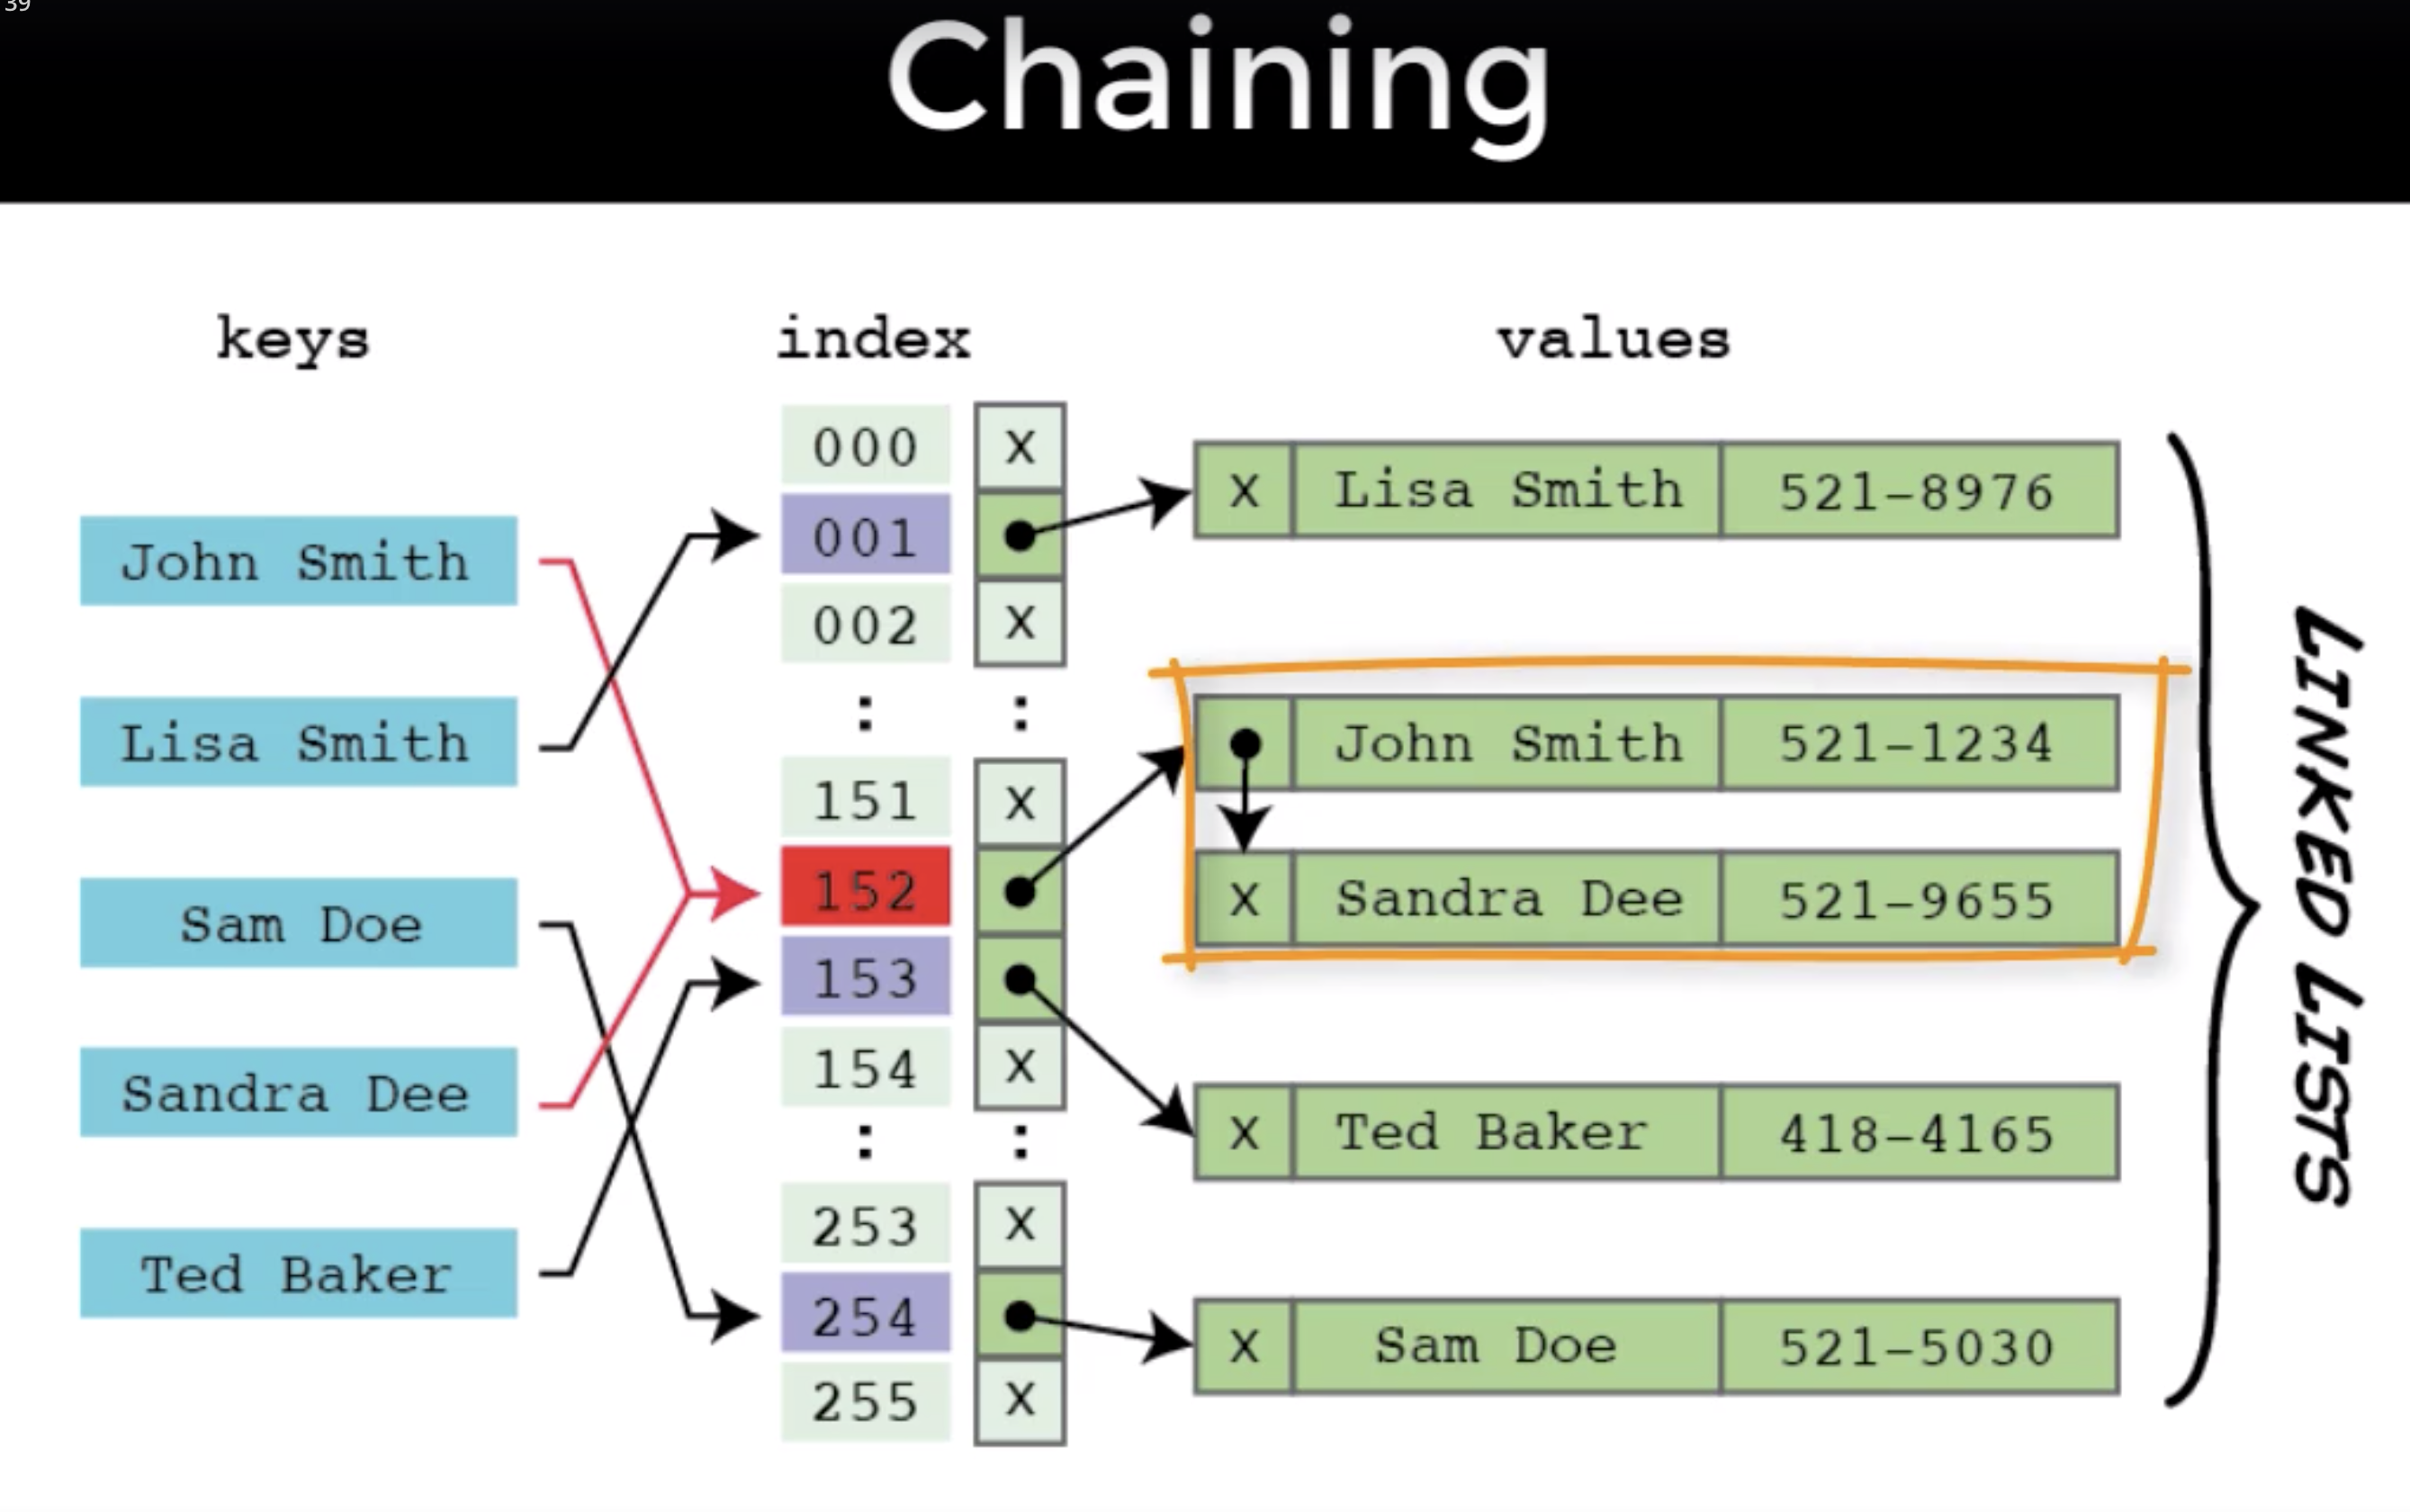 39
Chaining
keys
index
values
John Smith
Lisa Smith
Sam Doe
Sandra Dee
Ted Baker
000 x
001
002 x
: :
151 x
152
153
154 x
: :
253 x
254
255 x
x Lisa Smith 521-8976
John Smith 521-1234
x Sandra Dee 521-9655
x Ted Baker 418-4165
x Sam Doe 521-5030
LINKED LISTS